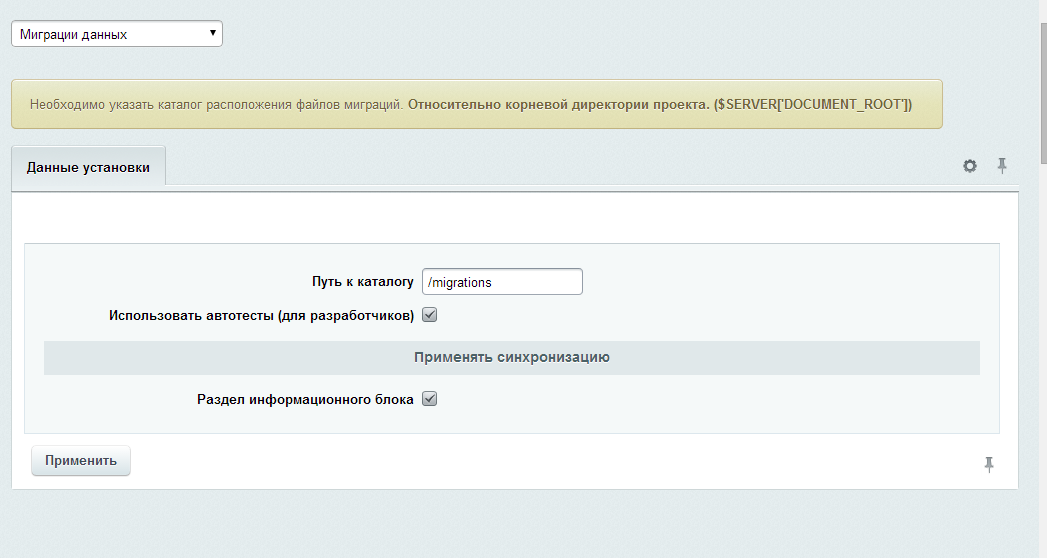 Миграции данных
Необходимо указать каталог расположения файлов миграций. Относительно корневой директории проекта. ($SERVER['DOCUMENT_ROOT'])
Данные установки
Путь к каталогу /migrations
Использовать автотесты (для разработчиков)
Применять синхронизацию
Раздел информационного блока
Применить